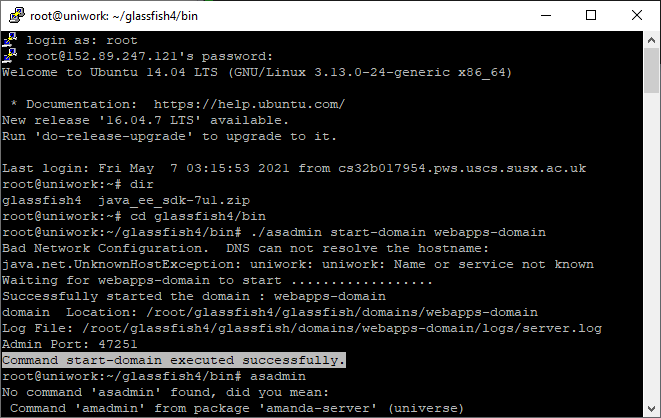 root@uniwork: ~/glassfish4/bin
login as: root
root@152.89.247.121's password:
Welcome to Ubuntu 14.04 LTS (GNU/Linux 3.13.0-24-generic x86_64)
* Documentation:  https://help.ubuntu.com/
New release '16.04.7 LTS' available.
Run 'do-release-upgrade' to upgrade to it.
Last login: Fri May  7 03:15:53 2021 from cs32b017954.pws.uscs.susx.ac.uk
root@uniwork:~# dir
glassfish4  java_ee_sdk-7u1.zip
root@uniwork:~# cd glassfish4/bin
root@uniwork:~/glassfish4/bin# ./asadmin start-domain webapps-domain
Bad Network Configuration.  DNS can not resolve the hostname:
java.net.UnknownHostException: uniwork: uniwork: Name or service not known
Waiting for webapps-domain to start ..................
Successfully started the domain : webapps-domain
domain  Location: /root/glassfish4/glassfish/domains/webapps-domain
Log File: /root/glassfish4/glassfish/domains/webapps-domain/logs/server.log
Admin Port: 47251
Command start-domain executed successfully.
root@uniwork:~/glassfish4/bin# asadmin
No command 'asadmin' found, did you mean:
Command 'amadmin' from package 'amanda-server' (universe)